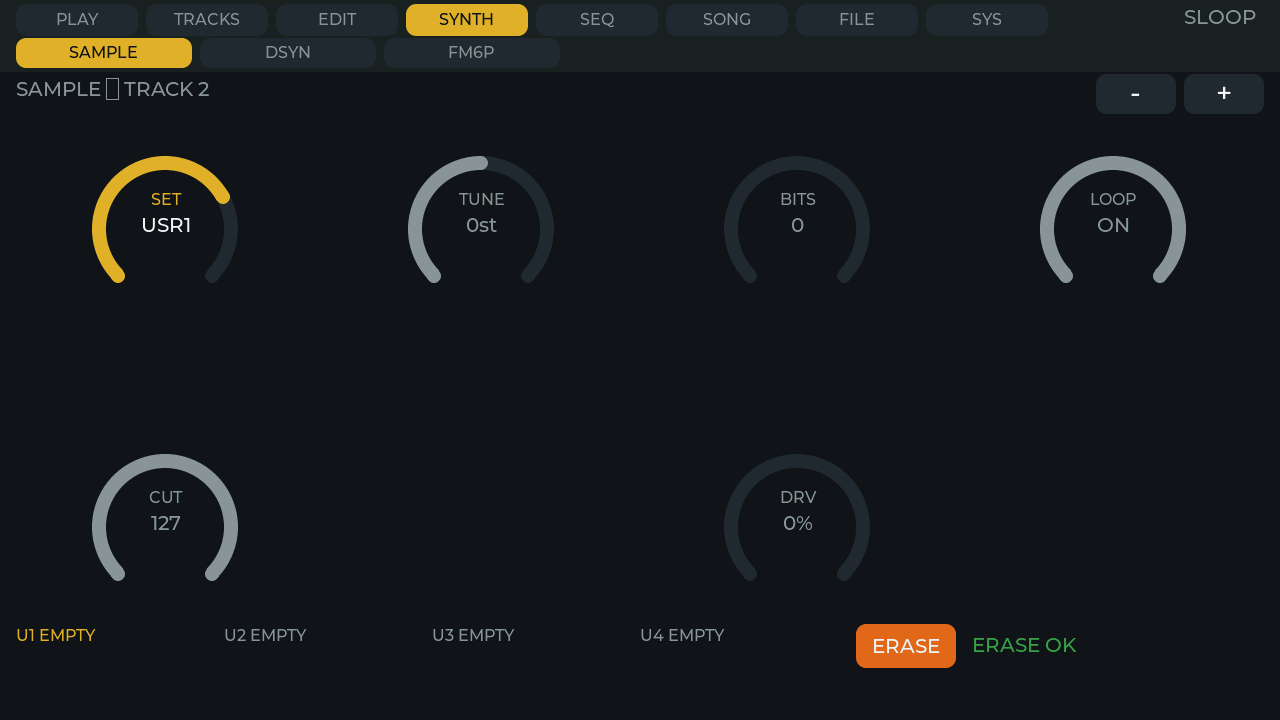 PLAY TRACKS EDIT SYNTH SEQ SONG FILE SYS SLOOP
SAMPLE DSYN FM6P
SAMPLE TRACK 2 - +
SET TUNE BITS LOOP
USR1 0st 0 ON
CUT DRV
127 0%
U1 EMPTY U2 EMPTY U3 EMPTY U4 EMPTY ERASE ERASE OK